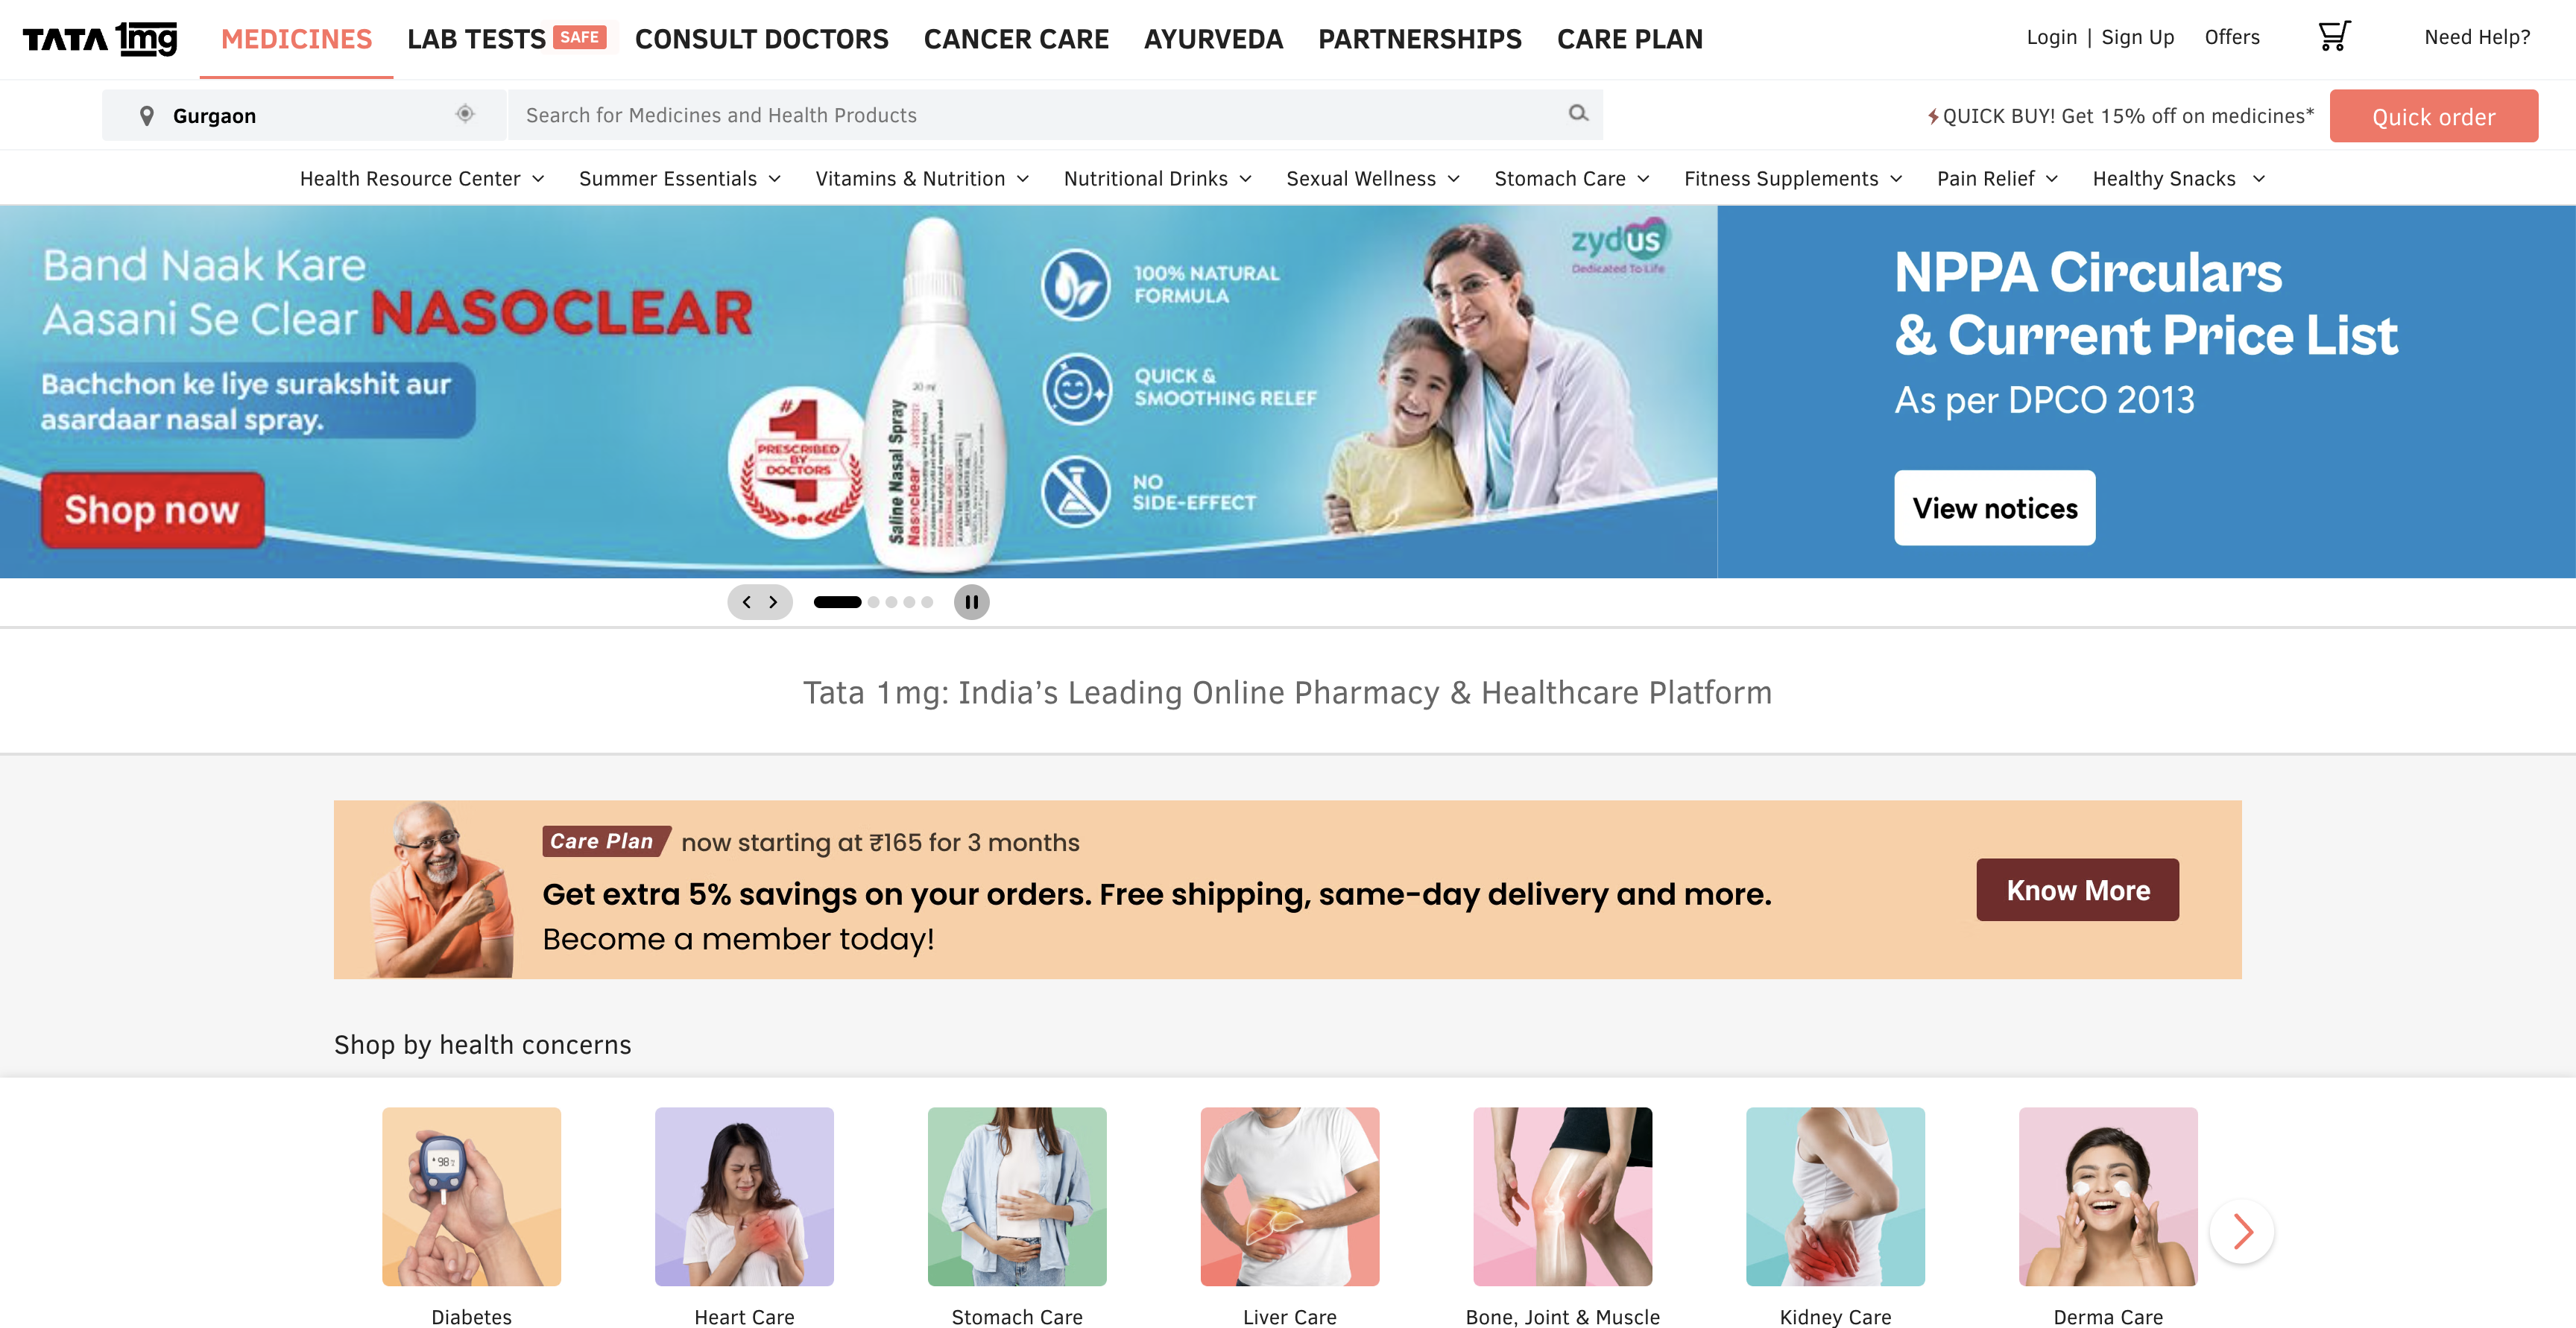 TATA 1mg
MEDICINES
LAB TESTS SAFE
CONSULT DOCTORS
CANCER CARE
AYURVEDA
PARTNERSHIPS
CARE PLAN
Login | Sign Up
Offers
Need Help?
Gurgaon
Search for Medicines and Health Products
QUICK BUY! Get 15% off on medicines*
Quick order
Health Resource Center
Summer Essentials
Vitamins & Nutrition
Nutritional Drinks
Sexual Wellness
Stomach Care
Fitness Supplements
Pain Relief
Healthy Snacks
Band Naak Kare
Aasani Se Clear NASOCLEAR
Bachchon ke liye surakshit aur
asardaar nasal spray.
Shop now
#1
PRESCRIBED
BY
DOCTORS
20 ml
Saline Nasal Spray
Nasoclear
100% NATURAL
FORMULA
QUICK &
SMOOTHING RELEF
NO
SIDE-EFFECT
zydus
Dedicated To Life
NPPA Circulars
& Current Price List
As per DPCO 2013
View notices
Tata 1mg: India’s Leading Online Pharmacy & Healthcare Platform
Care Plan now starting at ₹165 for 3 months
Get extra 5% savings on your orders. Free shipping, same-day delivery and more.
Become a member today!
Know More
Shop by health concerns
98
Diabetes
Heart Care
Stomach Care
Liver Care
Bone, Joint & Muscle
Kidney Care
Derma Care